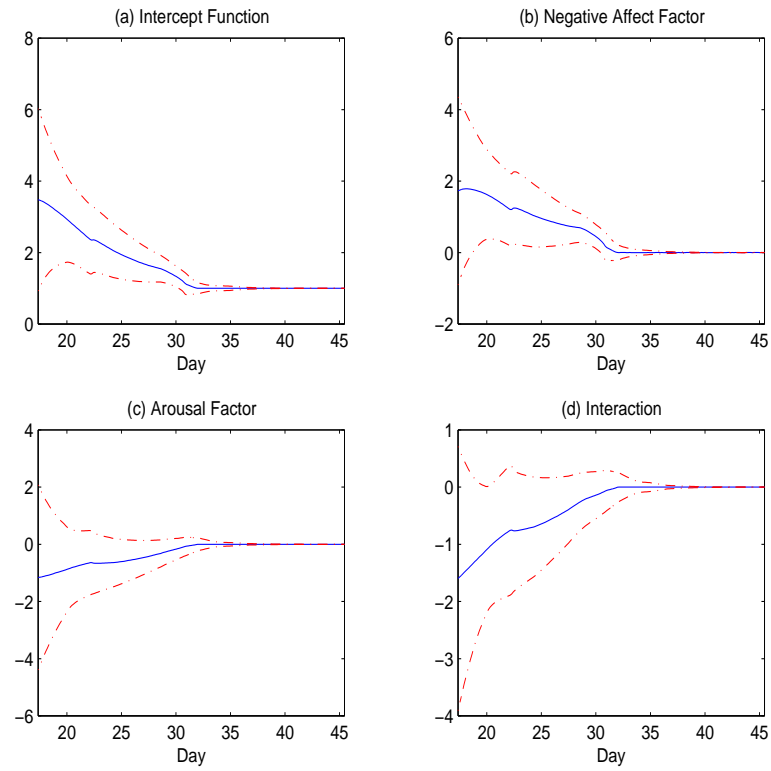 (a) Intercept Function
8
6
4
2
0
20 25 30 35 40 45
Day
(b) Negative Affect Factor
6
4
2
0
−2
20 25 30 35 40 45
Day
(c) Arousal Factor
4
2
0
−2
−4
−6
20 25 30 35 40 45
Day
(d) Interaction
1
0
−1
−2
−3
−4
20 25 30 35 40 45
Day